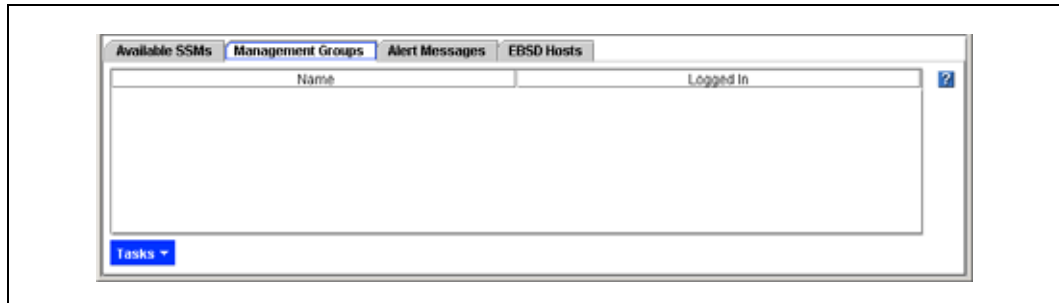 Available SSMs Management Groups Alert Messages EBSD Hosts
Name Logged In
?
Tasks